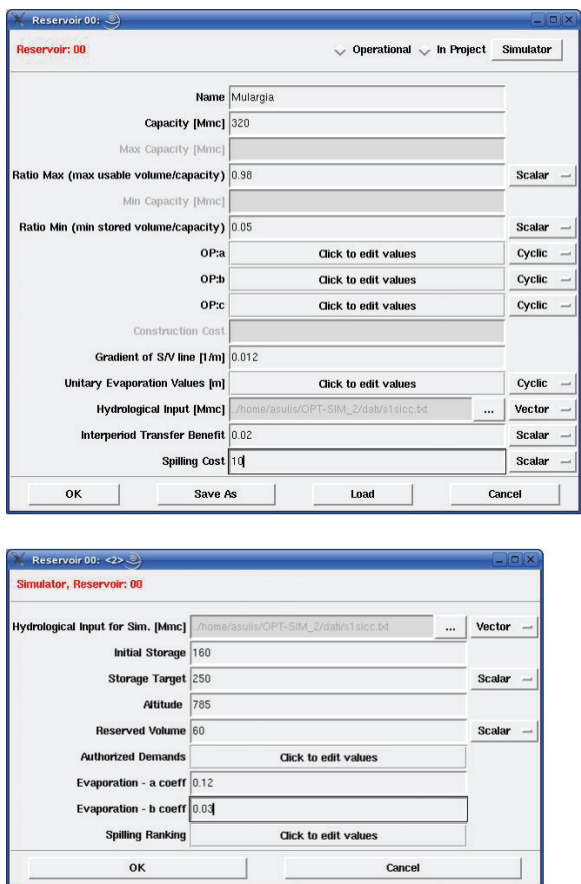 Reservoir 00:
Reservoir: 00 Operational In Project Simulator
Name Mulargia
Capacity [Mmc] 320
Max Capacity [Mmc]
Ratio Max (max usable volume/capacity) 0.98 Scalar
Min Capacity [Mmc]
Ratio Min (min stored volume/capacity) 0.05 Scalar
OP:a Click to edit values Cyclic
OP:b Click to edit values Cyclic
OP:c Click to edit values Cyclic
Construction Cost
Gradient of S/V line [1/m] 0.012
Unitary Evaporation Values [m] Click to edit values Cyclic
Hydrological Input [Mmc] ./home/asulis/OPT-SIM_2/dati/s1sicc.txt ... Vector
Interperiod Transfer Benefit 0.02 Scalar
Spilling Cost 10 Scalar
OK Save As Load Cancel
Reservoir 00: <2>
Simulator, Reservoir: 00
Hydrological Input for Sim. [Mmc] ./home/asulis/OPT-SIM_2/dati/s1sicc.txt ... Vector
Initial Storage 160
Storage Target 250 Scalar
Altitude 785
Reserved Volume 60 Scalar
Authorized Demands Click to edit values
Evaporation - a coeff 0.12
Evaporation - b coeff 0.03
Spilling Ranking Click to edit values
OK Cancel